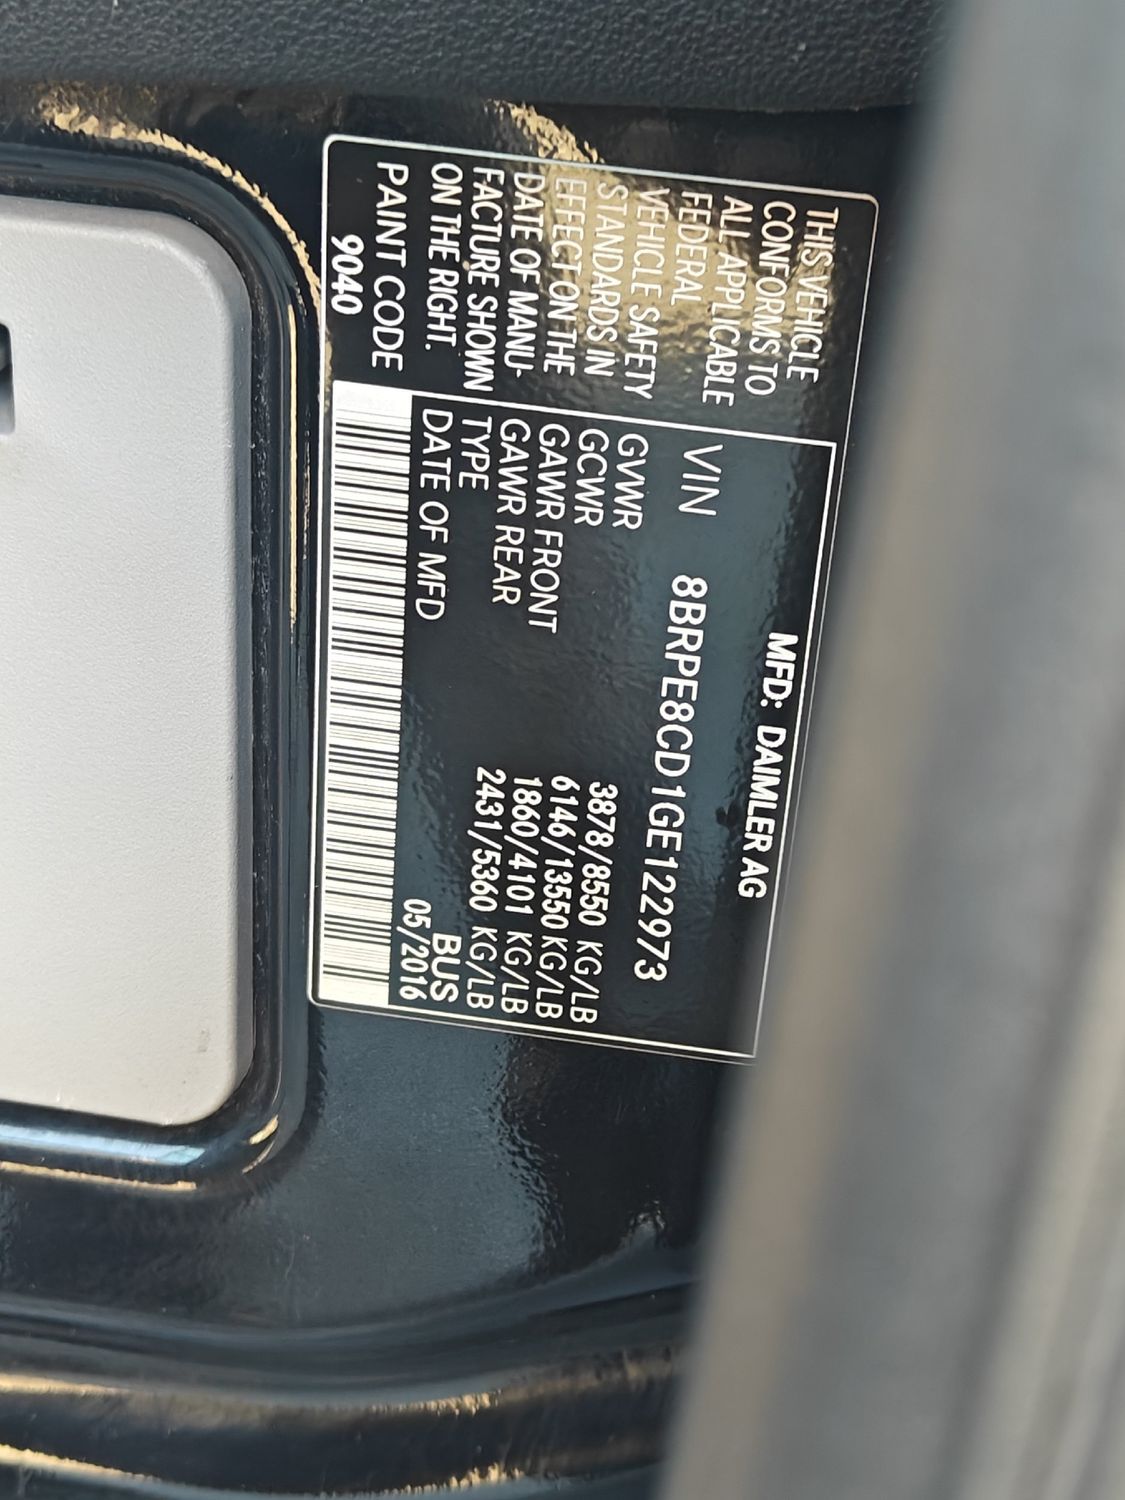 THIS VEHICLE
CONFORMS TO
ALL APPLICABLE
FEDERAL
VEHICLE SAFETY
STANDARDS IN
EFFECT ON THE
DATE OF MANU-
FACTURE SHOWN
ON THE RIGHT.
PAINT CODE
9040
MFD: DAIMLER AG
VIN 8BRPE8CD1GE122973
GVWR 3878/8550 KG/LB
GCWR 6146/13550 KG/LB
GAWR FRONT 1860/4101 KG/LB
GAWR REAR 2431/5360 KG/LB
TYPE BUS
DATE OF MFD 05/2016